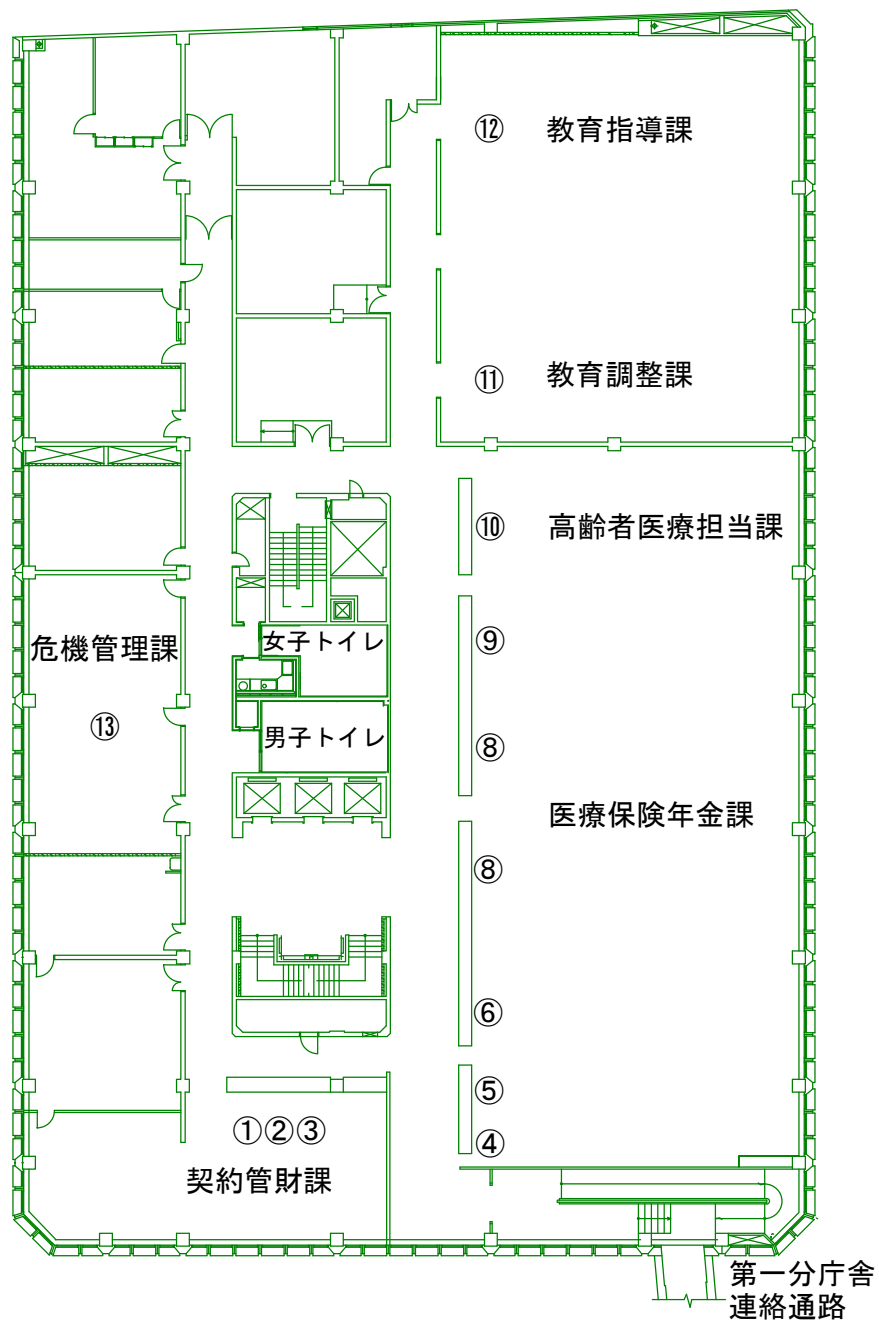 ⑫ 教育指導課
⑪ 教育調整課
⑩ 高齢者医療担当課
⑨
女子トイレ
危機管理課
⑬
男子トイレ
⑧
医療保険年金課
⑧
⑥
⑤
④
①②③
契約管財課
第一分庁舎
連絡通路